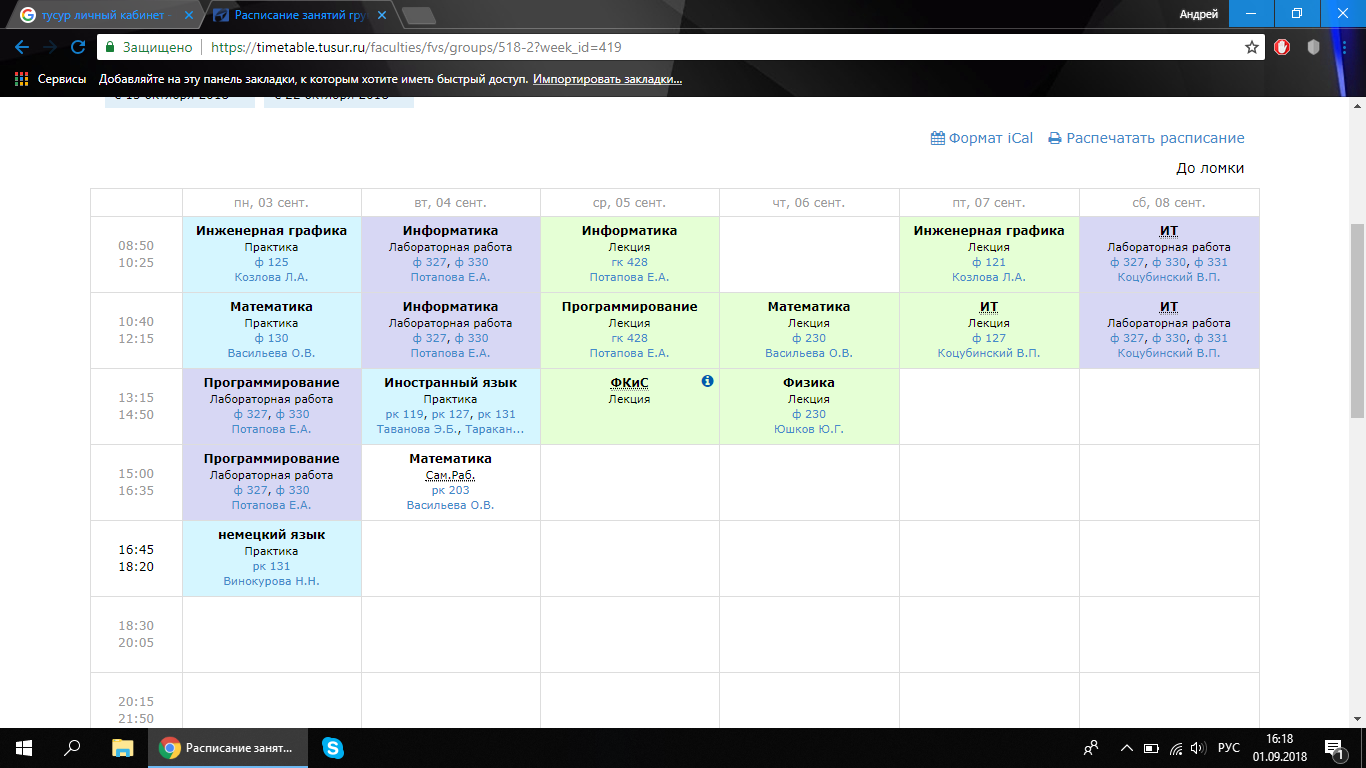 тусур личный кабинет -
Расписание занятий гру
Андрей
Защищено
https://timetable.tusur.ru/faculties/fvs/groups/518-2?week_id=419
Сервисы
Добавляйте на эту панель закладки, к которым хотите иметь быстрый доступ. Импортировать закладки...
Формат iCal
Распечатать расписание
До ломки
пн, 03 сент.
вт, 04 сент.
ср, 05 сент.
чт, 06 сент.
пт, 07 сент.
сб, 08 сент.
08:50
10:25
Инженерная графика
Практика
ф 125
Козлова Л.А.
Информатика
Лабораторная работа
ф 327, ф 330
Потапова Е.А.
Информатика
Лекция
гк 428
Потапова Е.А.
Инженерная графика
Лекция
ф 121
Козлова Л.А.
ИТ
Лабораторная работа
ф 327, ф 330, ф 331
Коцубинский В.П.
10:40
12:15
Математика
Практика
ф 130
Васильева О.В.
Информатика
Лабораторная работа
ф 327, ф 330
Потапова Е.А.
Программирование
Лекция
гк 428
Потапова Е.А.
Математика
Лекция
ф 230
Васильева О.В.
ИТ
Лекция
ф 127
Коцубинский В.П.
ИТ
Лабораторная работа
ф 327, ф 330, ф 331
Коцубинский В.П.
13:15
14:50
Программирование
Лабораторная работа
ф 327, ф 330
Потапова Е.А.
Иностранный язык
Практика
рк 119, рк 127, рк 131
Таванова Э.Б., Таракан...
ФКиС
Лекция
Физика
Лекция
ф 230
Юшков Ю.Г.
15:00
16:35
Программирование
Лабораторная работа
ф 327, ф 330
Потапова Е.А.
Математика
Сам.Раб.
рк 203
Васильева О.В.
16:45
18:20
немецкий язык
Практика
рк 131
Винокурова Н.Н.
18:30
20:05
20:15
21:50
Расписание занят...
РУС
16:18
01.09.2018
1